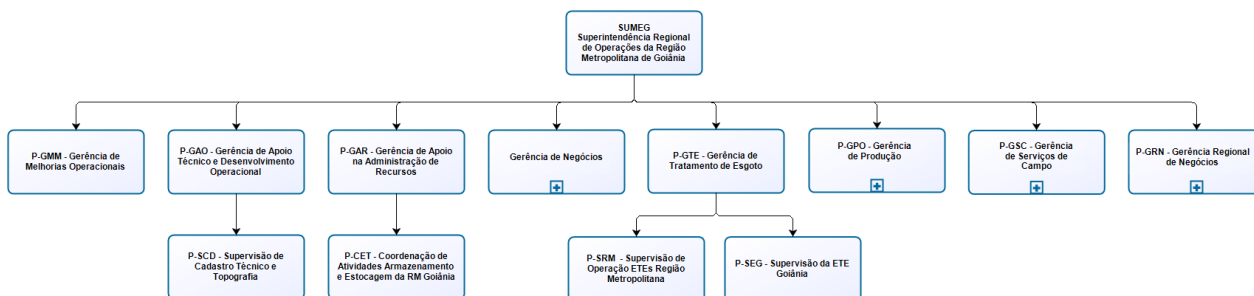 SUMEG
Superintendência Regional
de Operações da Região
Metropolitana de Goiânia
P-GMM - Gerência de
Melhorias Operacionais
P-GAO - Gerência de Apoio
Técnico e Desenvolvimento
Operacional
P-GAR - Gerência de Apoio
na Administração de
Recursos
Gerência de Negócios
P-GTE - Gerência de
Tratamento de Esgoto
P-GPO - Gerência
de Produção
P-GSC - Gerência
de Serviços de
Campo
P-GRN - Gerência Regional
de Negócios
P-SCD - Supervisão de
Cadastro Técnico e
Topografia
P-CET - Coordenação de
Atividades Armazenamento
e Estocagem da RM Goiânia
P-SRM - Supervisão de
Operação ETEs Região
Metropolitana
P-SEG - Supervisão da ETE
Goiânia